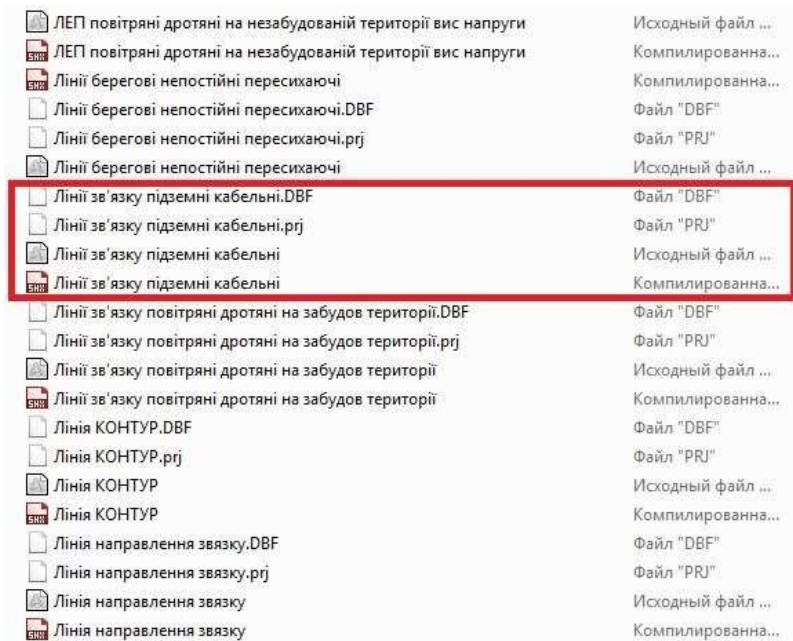 ЛЕП повітряні дротяні на незабудованій території вис напруги Исходный файл ...
ЛЕП повітряні дротяні на незабудованій території вис напруги Компилированна...
Лінії берегові непостійні пересихаючі Компилированна...
Лінії берегові непостійні пересихаючі.DBF Файл "DBF"
Лінії берегові непостійні пересихаючі.prj Файл "PRJ"
Лінії берегові непостійні пересихаючі Исходный файл ...
Лінії зв'язку підземні кабельні.DBF Файл "DBF"
Лінії зв'язку підземні кабельні.prj Файл "PRJ"
Лінії зв'язку підземні кабельні Исходный файл ...
Лінії зв'язку підземні кабельні Компилированна...
Лінії зв'язку повітряні дротяні на забудов території.DBF Файл "DBF"
Лінії зв'язку повітряні дротяні на забудов території.prj Файл "PRJ"
Лінії зв'язку повітряні дротяні на забудов території Исходный файл ...
Лінії зв'язку повітряні дротяні на забудов території Компилированна...
Лінія КОНТУР.DBF Файл "DBF"
Лінія КОНТУР.prj Файл "PRJ"
Лінія КОНТУР Исходный файл ...
Лінія КОНТУР Компилированна...
Лінія направлення звязку.DBF Файл "DBF"
Лінія направлення звязку.prj Файл "PRJ"
Лінія направлення звязку Исходный файл ...
Лінія направлення звязку Компилированна...